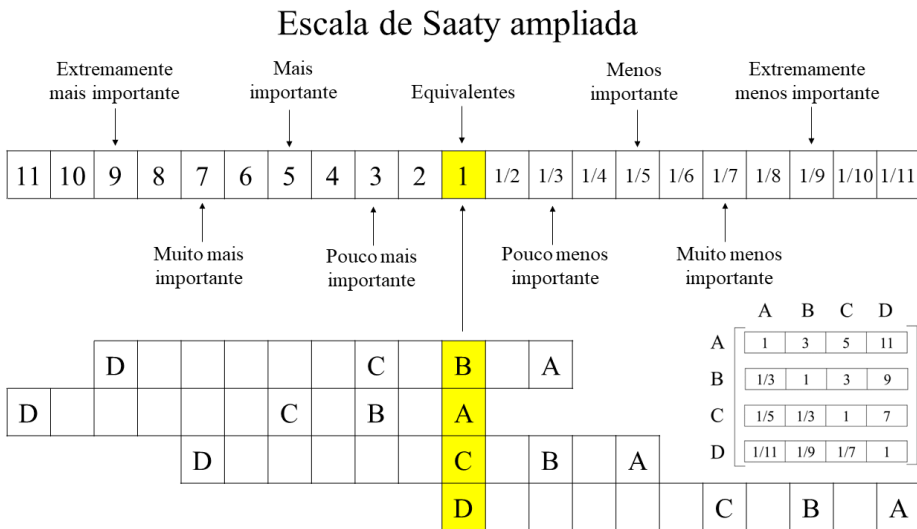 Escala de Saaty ampliada
Extremamente
mais importante
Mais
importante
Equivalentes
Menos
importante
Extremamente
menos importante
11 10 9 8 7 6 5 4 3 2 1 1/2 1/3 1/4 1/5 1/6 1/7 1/8 1/9 1/10 1/11
Muito mais
importante
Pouco mais
importante
Pouco menos
importante
Muito menos
importante
D C B A
D C B A
D C B A
D C B A
A B C D
A 1 3 5 11
B 1/3 1 3 9
C 1/5 1/3 1 7
D 1/11 1/9 1/7 1